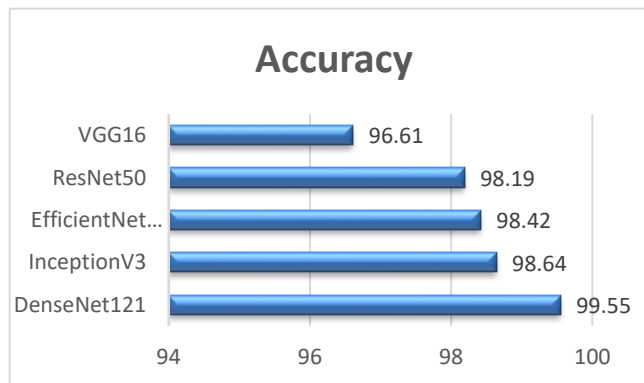 Accuracy
VGG16 96.61
ResNet50 98.19
EfficientNet... 98.42
InceptionV3 98.64
DenseNet121 99.55
94 96 98 100